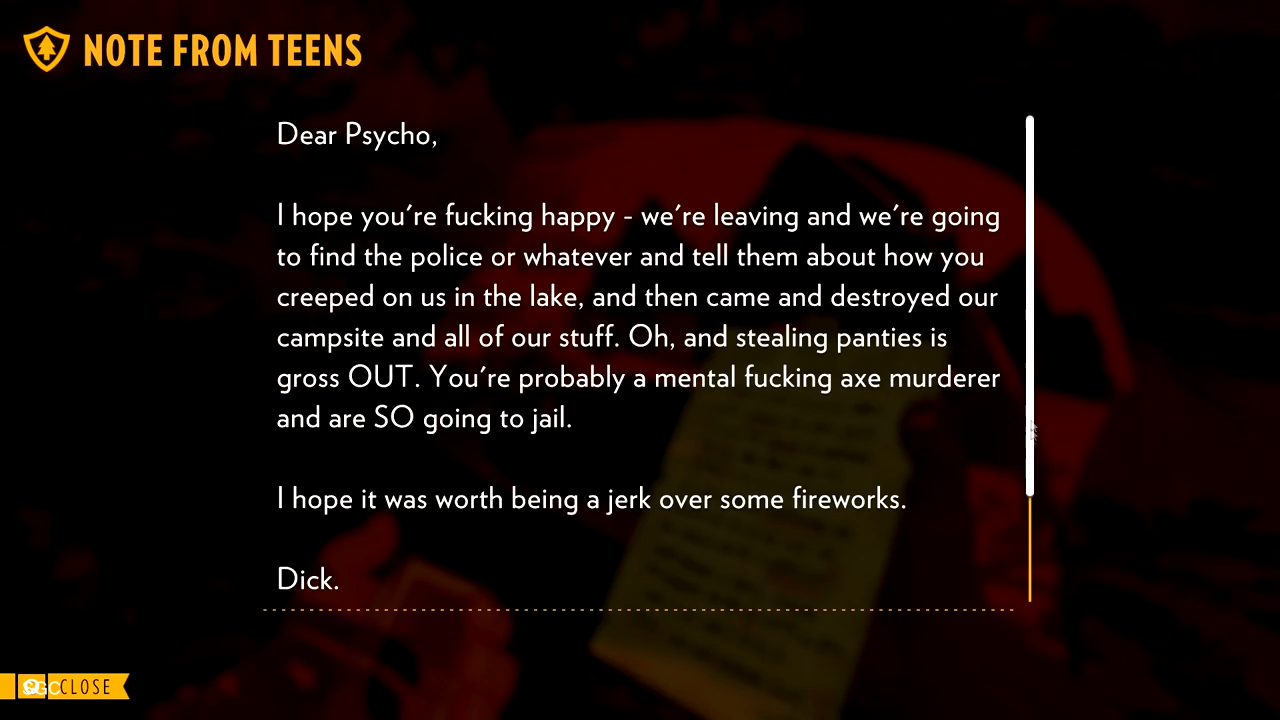 NOTE FROM TEENS
Dear Psycho,
I hope you're fucking happy - we're leaving and we're going
to find the police or whatever and tell them about how you
creeped on us in the lake, and then came and destroyed our
campsite and all of our stuff. Oh, and stealing panties is
gross OUT. You're probably a mental fucking axe murderer
and are SO going to jail.
I hope it was worth being a jerk over some fireworks.
Dick.
CLOSE